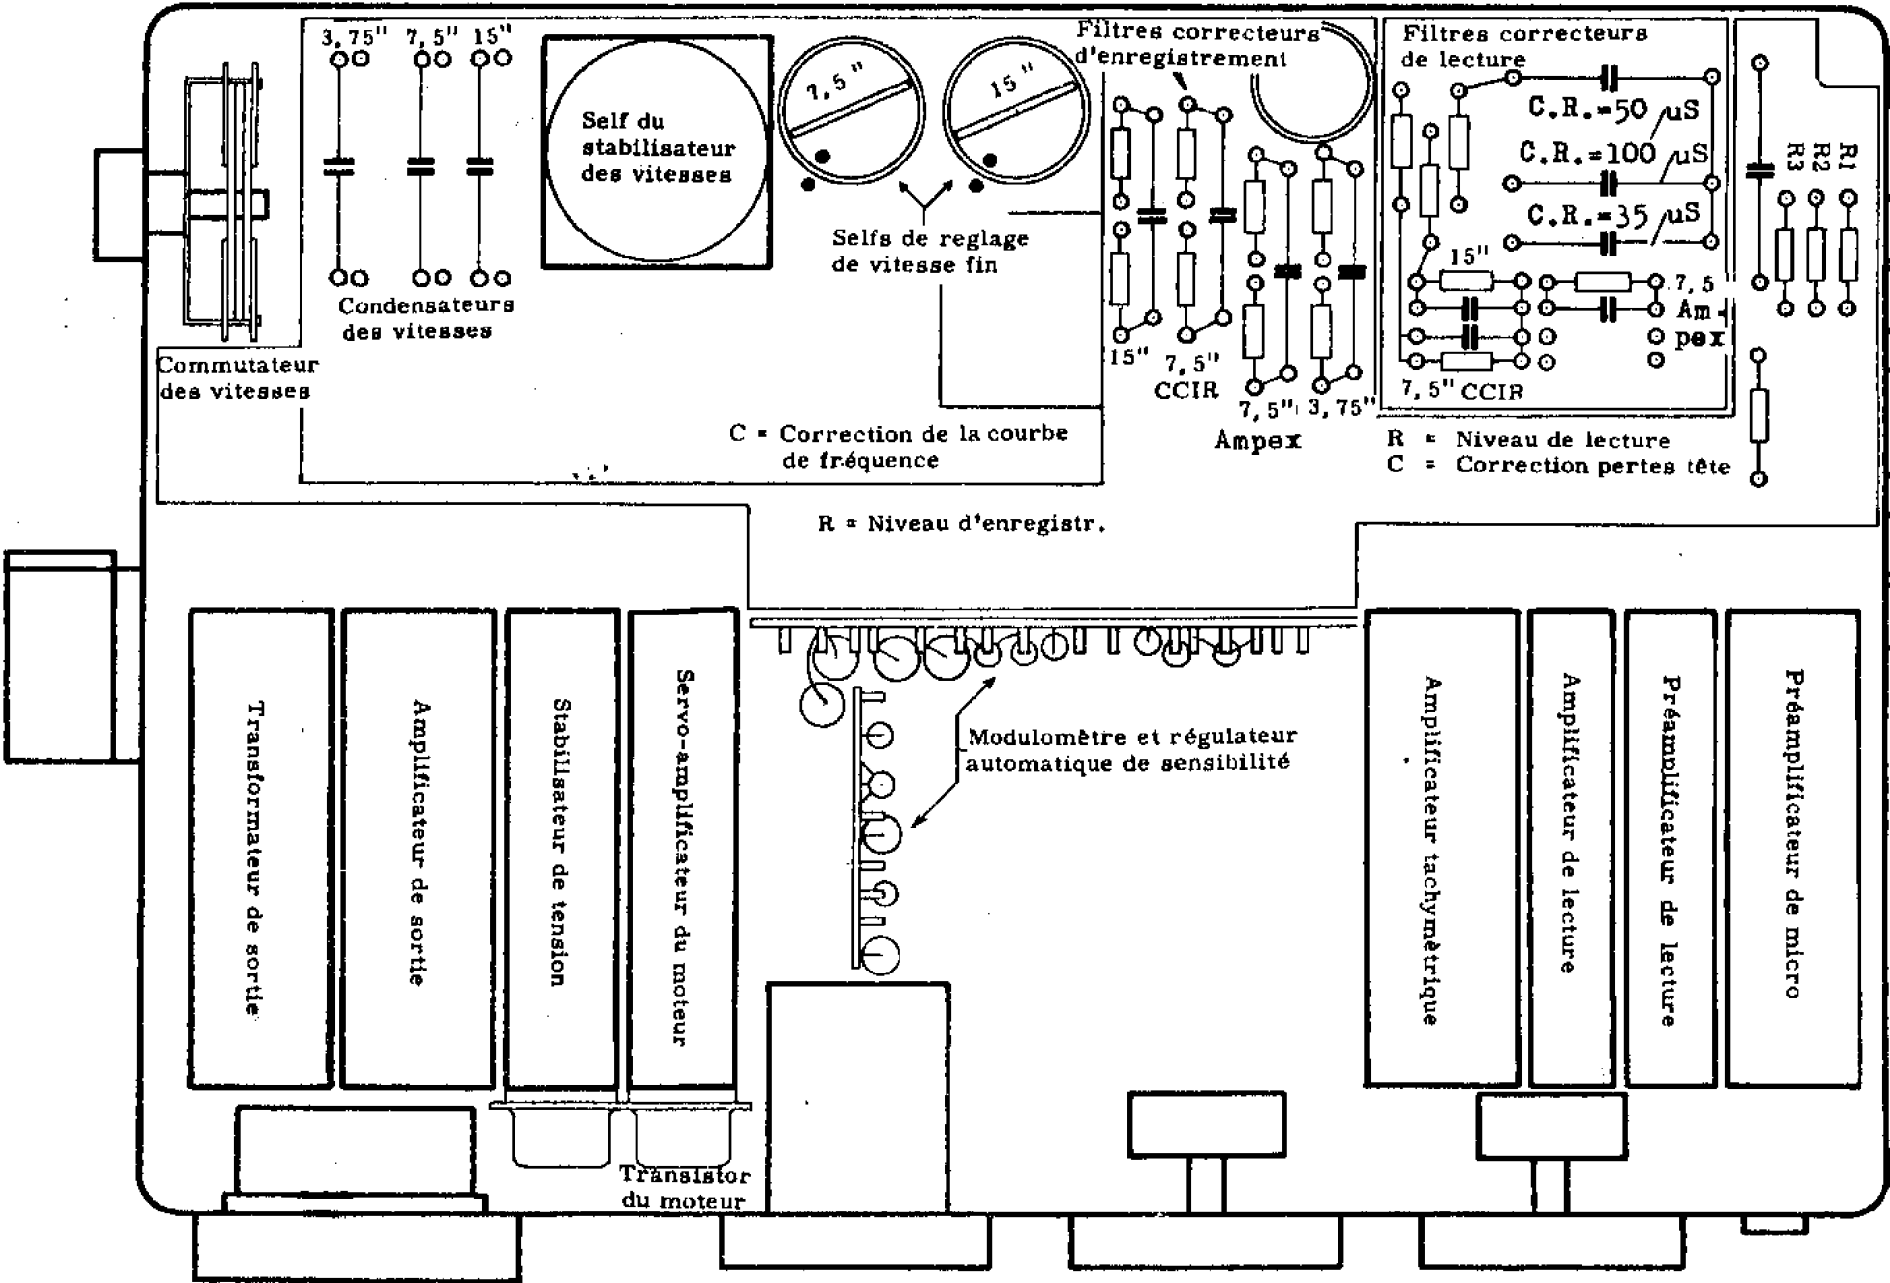 3,75" 7,5" 15"
Condensateurs
des vitesses
Commutateur
des vitesses
Self du
stabilisateur
des vitesses
7,5"
15"
Selfs de reglage
de vitesse fin
C = Correction de la courbe
de fréquence
R = Niveau d'enregistr.
Filtres correcteurs
d'enregistrement
15"
7,5"
CCIR
7,5" 3,75"
Ampex
Filtres correcteurs
de lecture
C.R.=50 /uS
C.R.=100 /uS
C.R.=35 /uS
15"
7,5
Am-
pex
7,5" CCIR
R = Niveau de lecture
C = Correction pertes tête
R3
R2
R1
Transformateur de sortie
Amplificateur de sortie
Stabilisateur de tension
Servo-amplificateur du moteur
Transistor
du moteur
Modulomètre et régulateur
automatique de sensibilité
Amplificateur tachymètrique
Amplificateur de lecture
Préamplificateur de lecture
Préamplificateur de micro